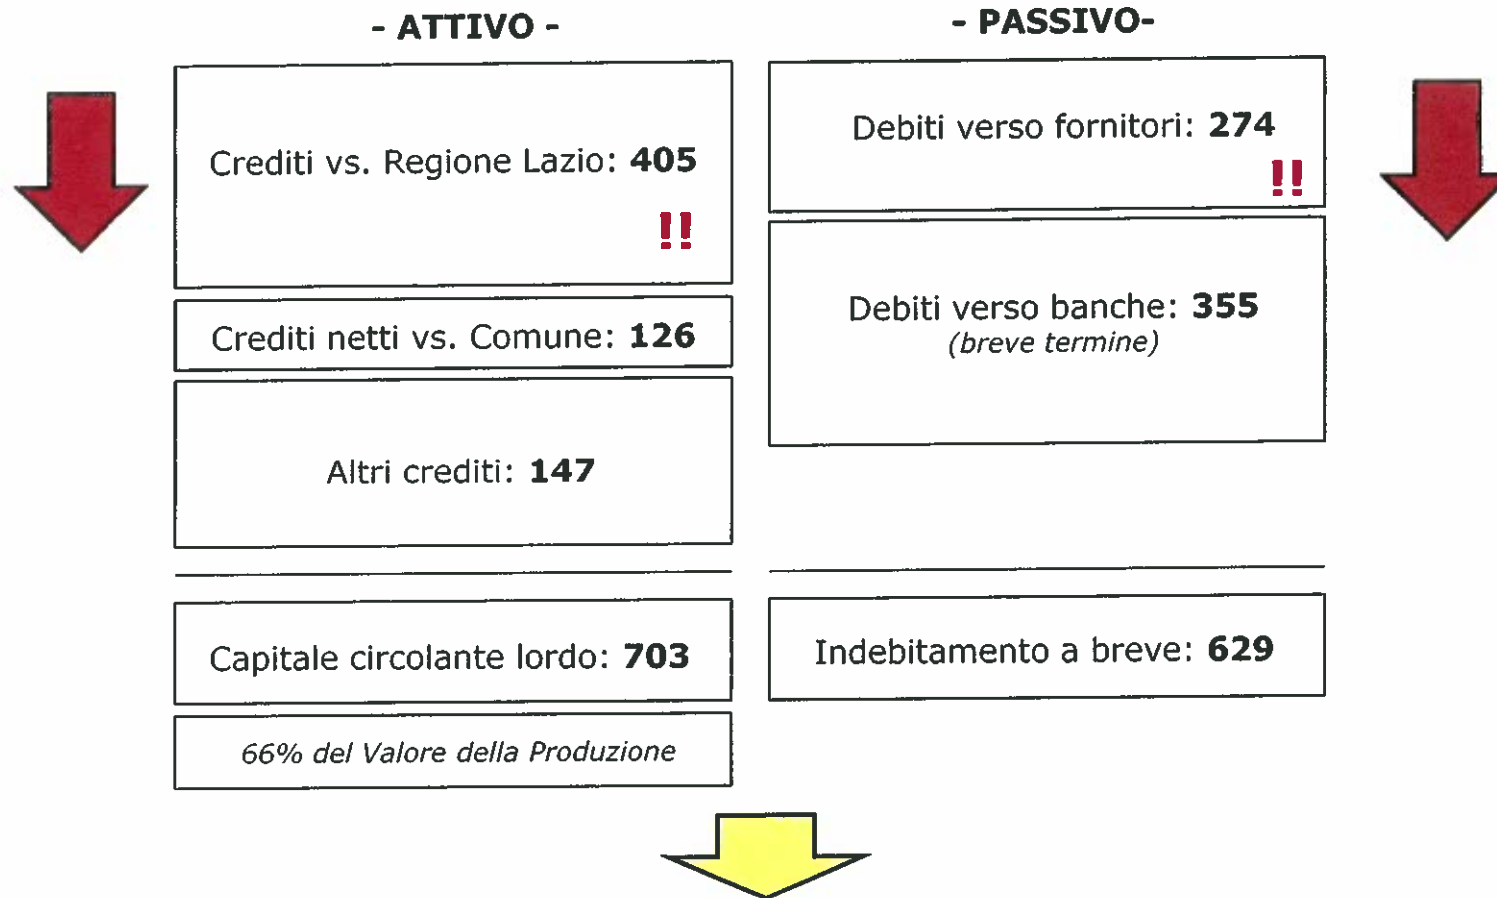 - ATTIVO -
Crediti vs. Regione Lazio: 405
!!
Crediti netti vs. Comune: 126
Altri crediti: 147
Capitale circolante lordo: 703
66% del Valore della Produzione
- PASSIVO-
Debiti verso fornitori: 274
!!
Debiti verso banche: 355
(breve termine)
Indebitamento a breve: 629